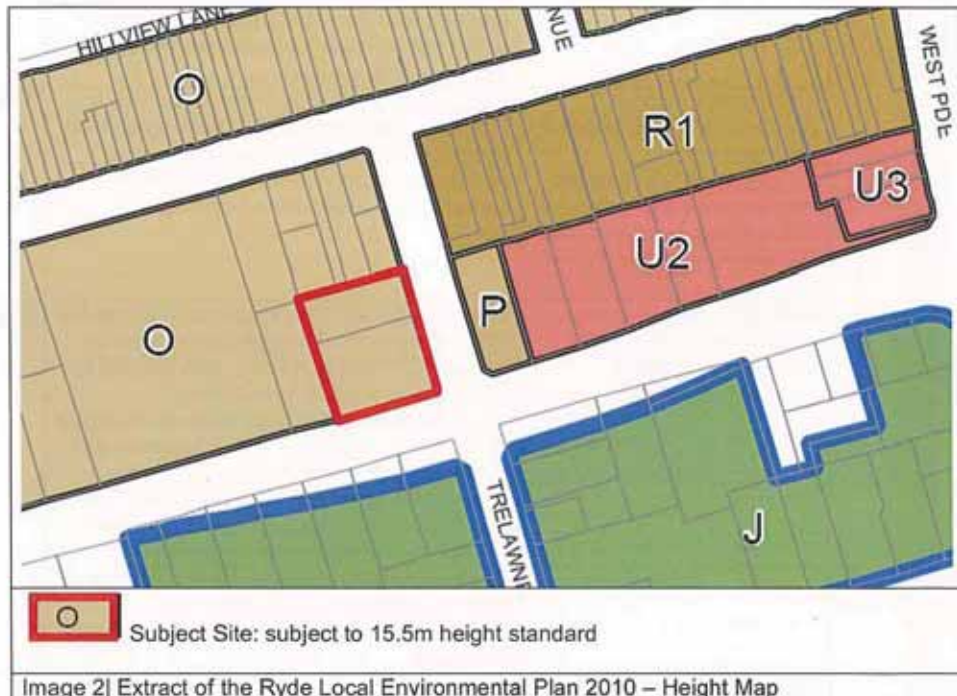 HILLVIEW LANE
NUE
WEST PDE
O
R1
U3
U2
P
O
TRELAWNE
J
O
Subject Site: subject to 15.5m height standard
Image 2| Extract of the Ryde Local Environmental Plan 2010 – Height Map